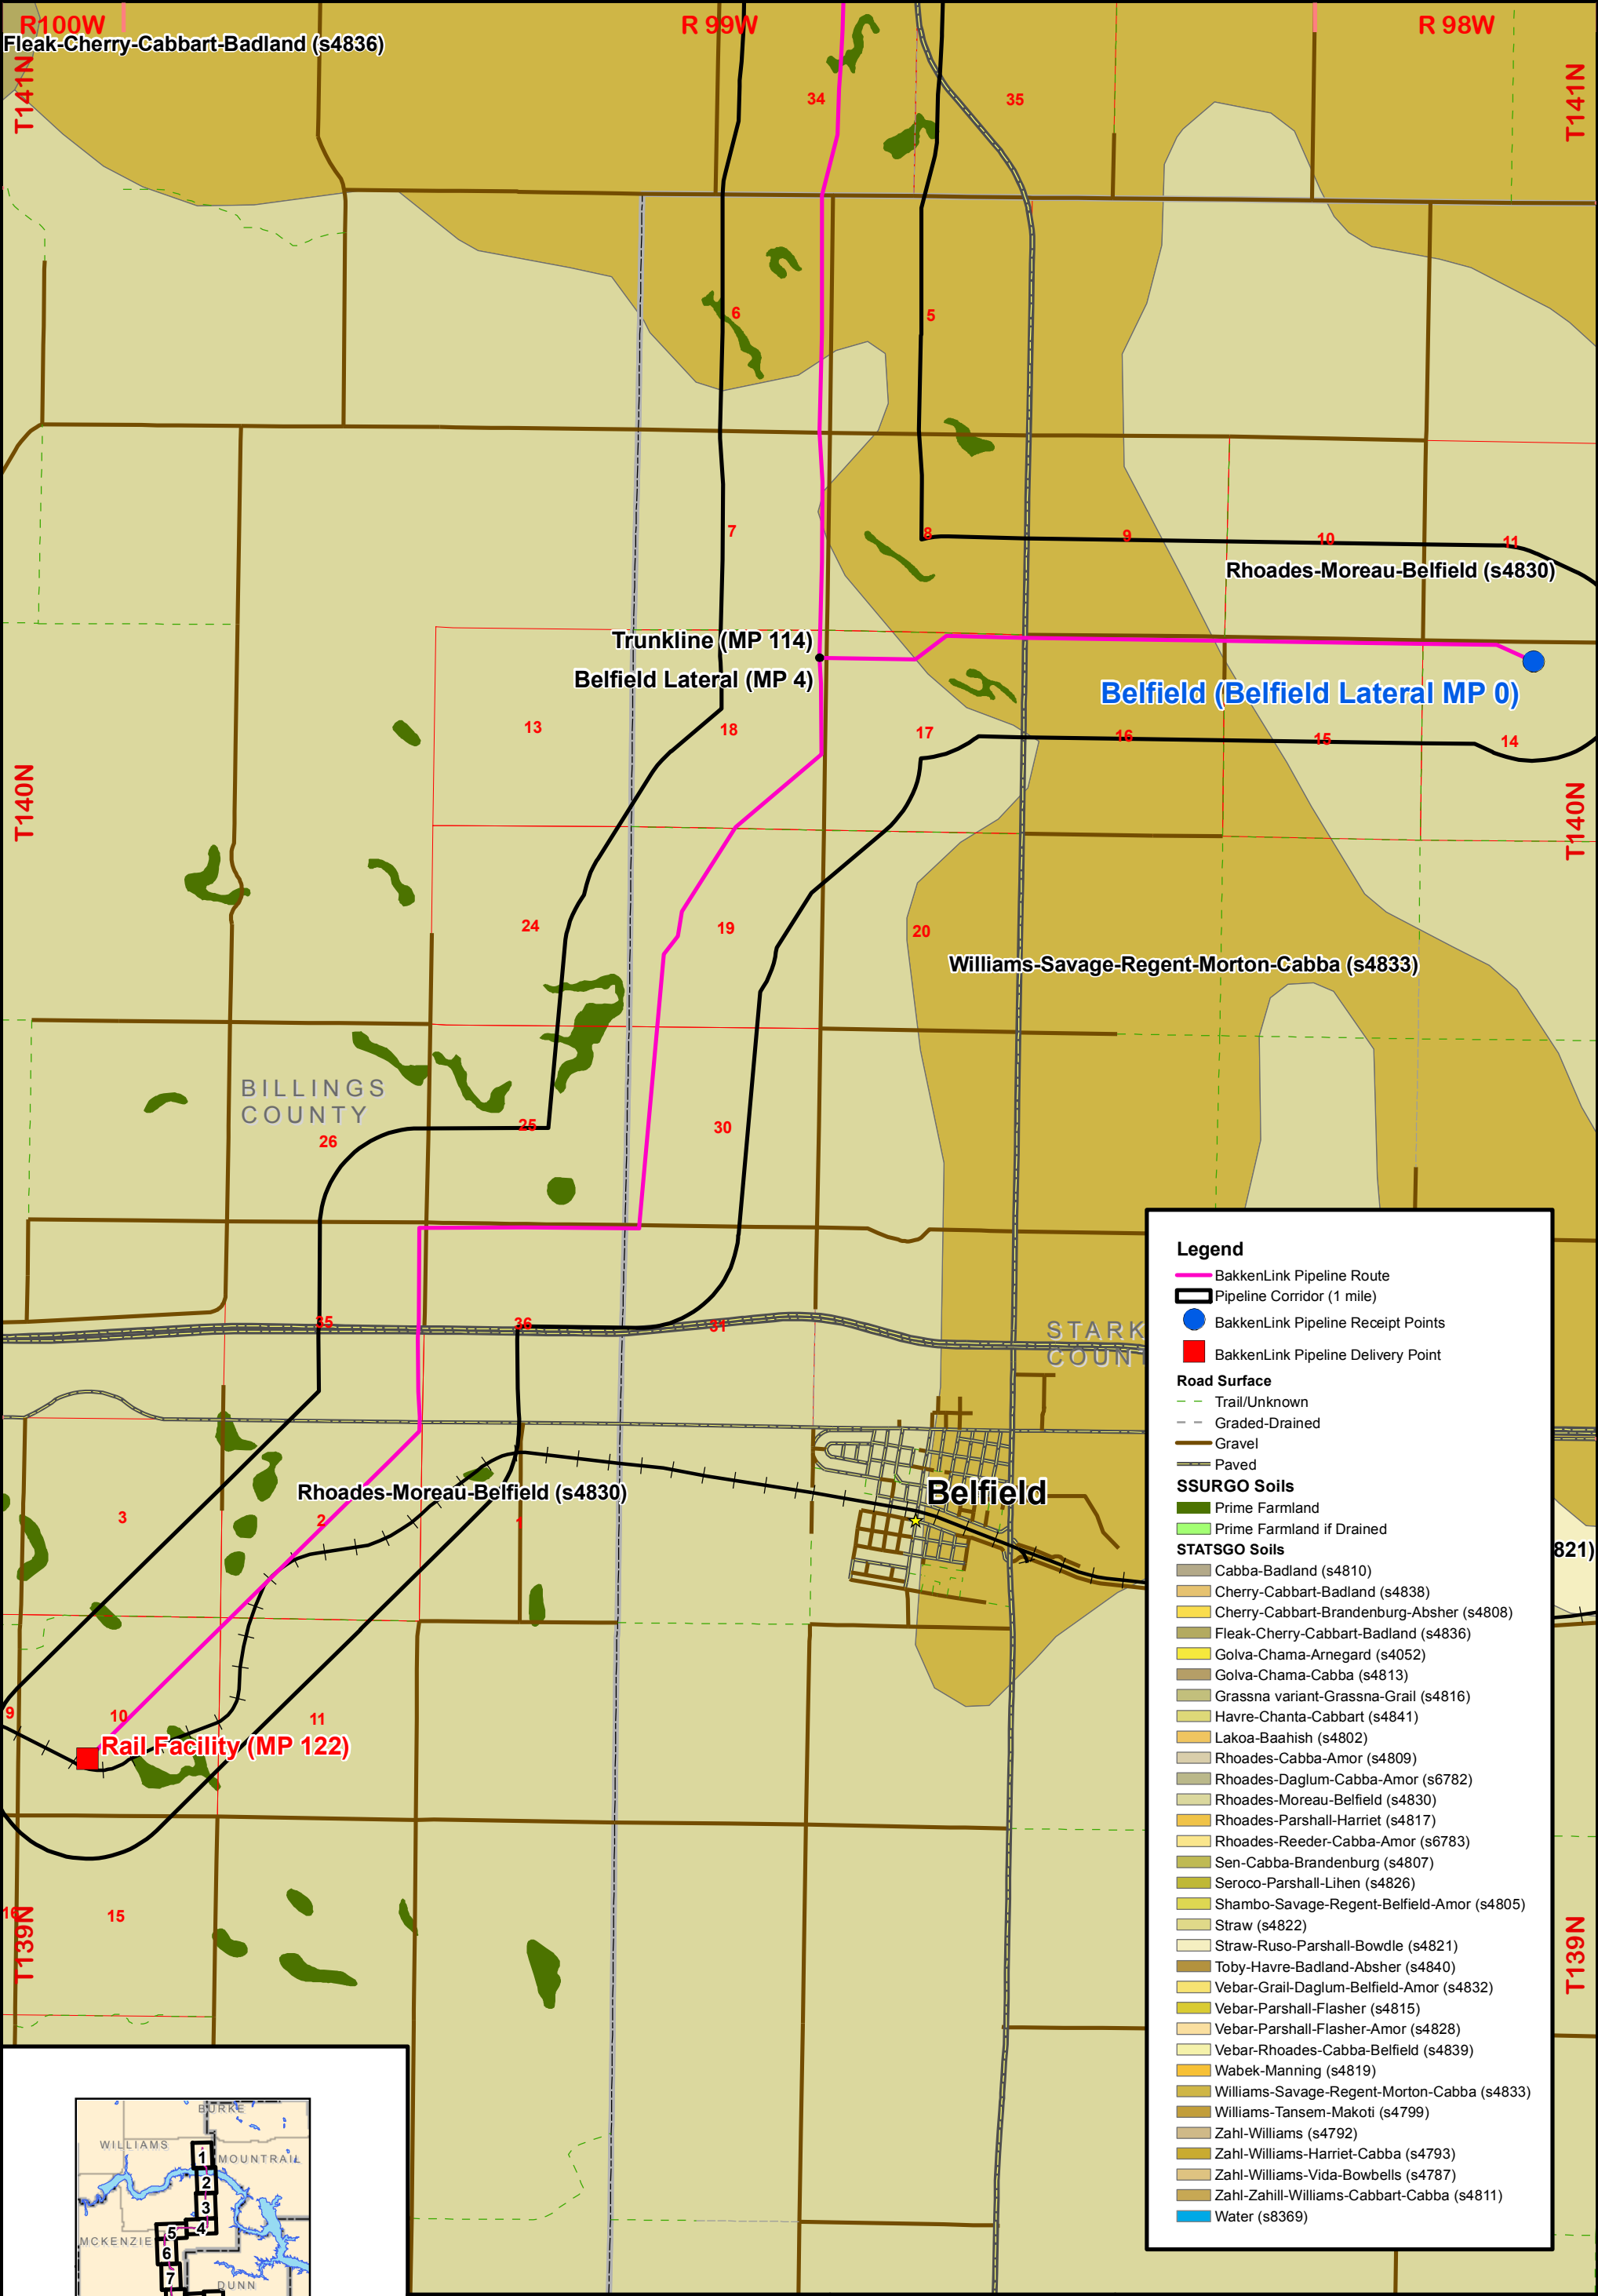 R100W
R 99W
R 98W
Fleak-Cherry-Cabbart-Badland (s4836)
T141N
T141N
34
35
6
5
7
8
9
10
11
Rhoades-Moreau-Belfield (s4830)
Trunkline (MP 114)
Belfield Lateral (MP 4)
Belfield (Belfield Lateral MP 0)
13
18
17
16
15
14
T140N
T140N
24
19
20
Williams-Savage-Regent-Morton-Cabba (s4833)
BILLINGS
COUNTY
26
25
30
35
36
31
STARK
COUNT
Rhoades-Moreau-Belfield (s4830)
Belfield
3
2
1
821)
9
10
11
Rail Facility (MP 122)
16
15
T139N
T139N
Legend
BakkenLink Pipeline Route
Pipeline Corridor (1 mile)
BakkenLink Pipeline Receipt Points
BakkenLink Pipeline Delivery Point
Road Surface
Trail/Unknown
Graded-Drained
Gravel
Paved
SSURGO Soils
Prime Farmland
Prime Farmland if Drained
STATSGO Soils
Cabba-Badland (s4810)
Cherry-Cabbart-Badland (s4838)
Cherry-Cabbart-Brandenburg-Absher (s4808)
Fleak-Cherry-Cabbart-Badland (s4836)
Golva-Chama-Arnegard (s4052)
Golva-Chama-Cabba (s4813)
Grassna variant-Grassna-Grail (s4816)
Havre-Chanta-Cabbart (s4841)
Lakoa-Baahish (s4802)
Rhoades-Cabba-Amor (s4809)
Rhoades-Daglum-Cabba-Amor (s6782)
Rhoades-Moreau-Belfield (s4830)
Rhoades-Parshall-Harriet (s4817)
Rhoades-Reeder-Cabba-Amor (s6783)
Sen-Cabba-Brandenburg (s4807)
Seroco-Parshall-Lihen (s4826)
Shambo-Savage-Regent-Belfield-Amor (s4805)
Straw (s4822)
Straw-Ruso-Parshall-Bowdle (s4821)
Toby-Havre-Badland-Absher (s4840)
Vebar-Grail-Daglum-Belfield-Amor (s4832)
Vebar-Parshall-Flasher (s4815)
Vebar-Parshall-Flasher-Amor (s4828)
Vebar-Rhoades-Cabba-Belfield (s4839)
Wabek-Manning (s4819)
Williams-Savage-Regent-Morton-Cabba (s4833)
Williams-Tansem-Makoti (s4799)
Zahl-Williams (s4792)
Zahl-Williams-Harriet-Cabba (s4793)
Zahl-Williams-Vida-Bowbells (s4787)
Zahl-Zahill-Williams-Cabbart-Cabba (s4811)
Water (s8369)
BURKE
WILLIAMS
MOUNTRAIL
1
2
3
4
5
MCKENZIE
6
7
DUNN